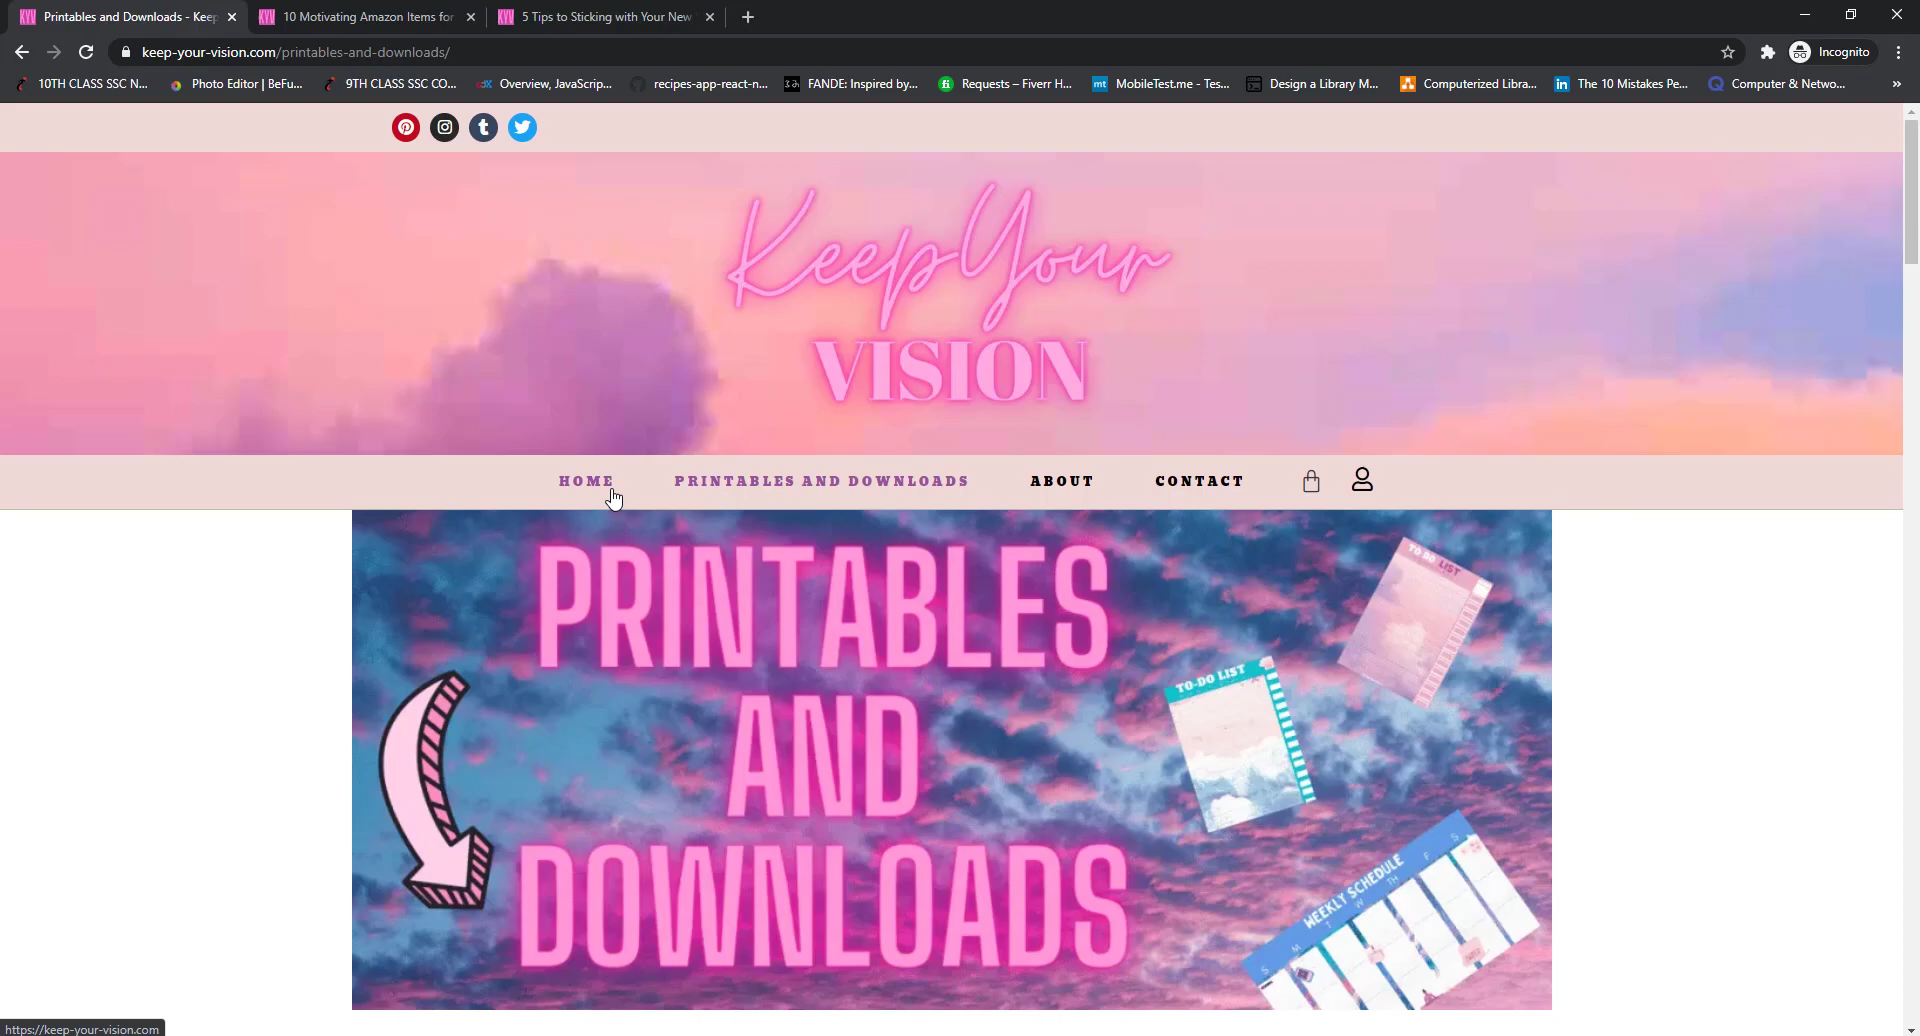 Printables and Downloads - Keep
10 Motivating Amazon Items for
5 Tips to Sticking with Your New
keep-your-vision.com/printables-and-downloads/
Incognito
10TH CLASS SSC N...
Photo Editor | BeFu...
9TH CLASS SSC CO...
Overview, JavaScrip...
recipes-app-react-n...
FANDE: Inspired by...
Requests – Fiverr H...
MobileTest.me - Tes...
Design a Library M...
Computerized Libra...
The 10 Mistakes Pe...
Computer & Netwo...
Keep Your
VISION
HOME
PRINTABLES AND DOWNLOADS
ABOUT
CONTACT
PRINTABLES
AND
DOWNLOADS
TO-DO LIST
TO-DO LIST
WEEKLY SCHEDULE
S M T W TH F S
https://keep-your-vision.com